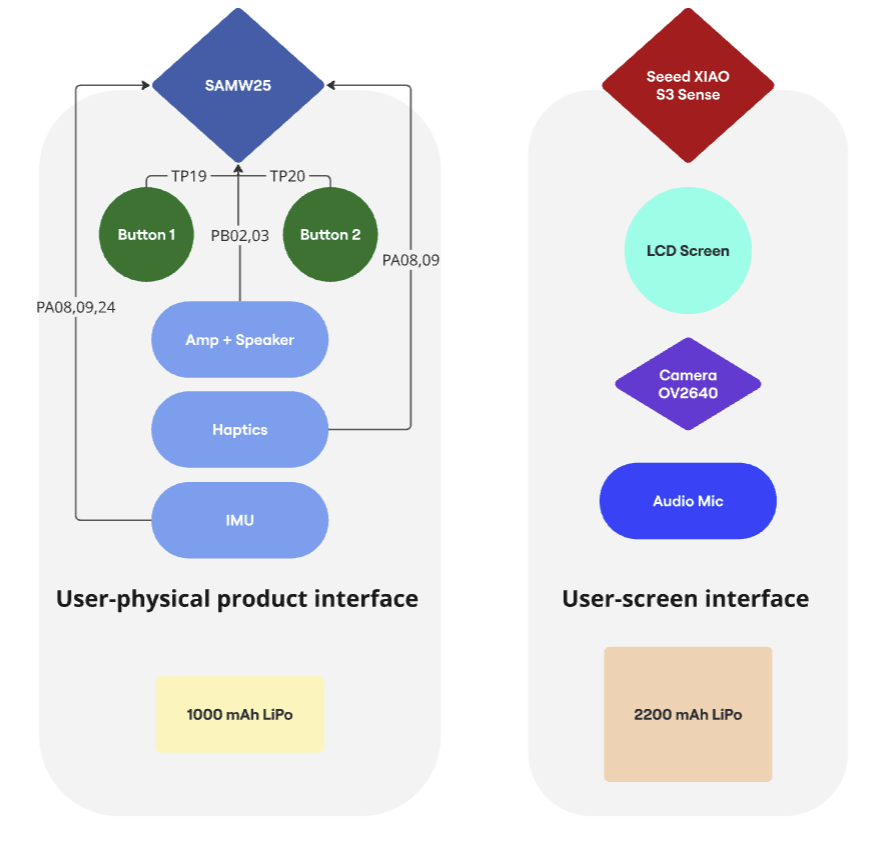 SAMW25
TP19
TP20
Button 1
PB02,03
Button 2
PA08,09
PA08,09,24
Amp + Speaker
Haptics
IMU
User-physical product interface
1000 mAh LiPo
Seeed XIAO
S3 Sense
LCD Screen
Camera
OV2640
Audio Mic
User-screen interface
2200 mAh LiPo